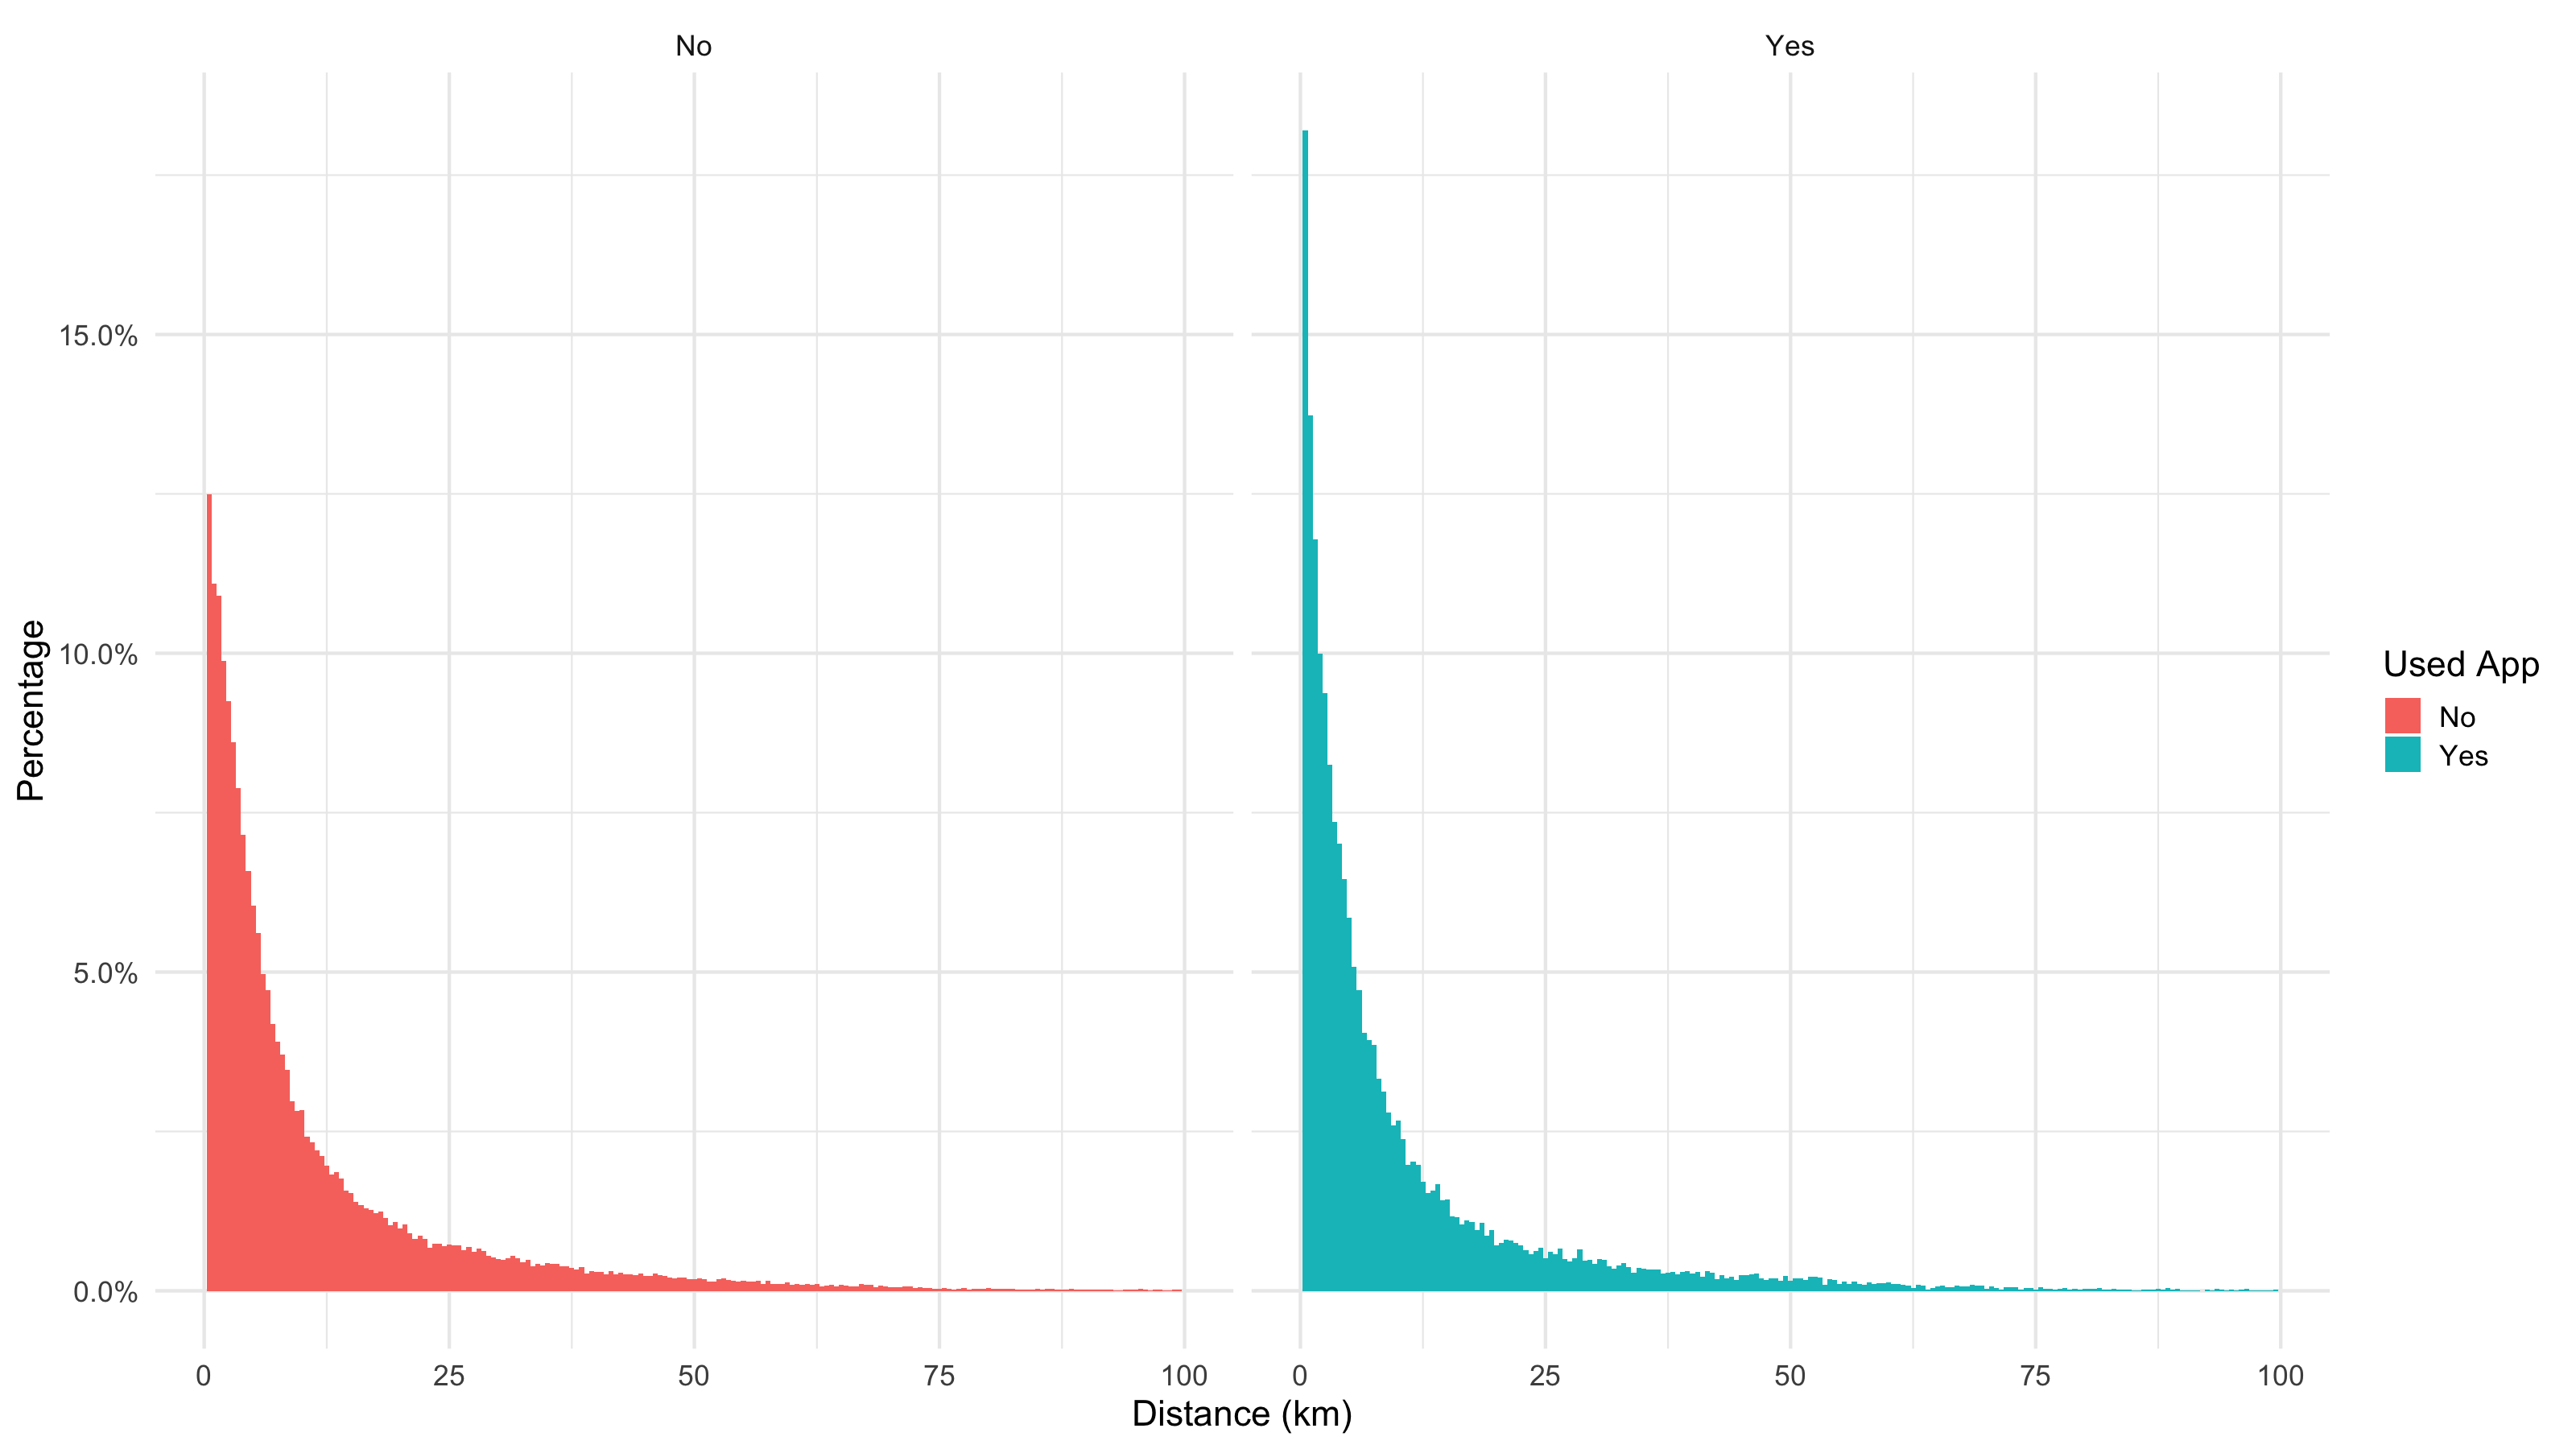 No
Yes
15.0%
10.0%
5.0%
0.0%
Percentage
0 25 50 75 100
0 25 50 75 100
Distance (km)
Used App
No
Yes